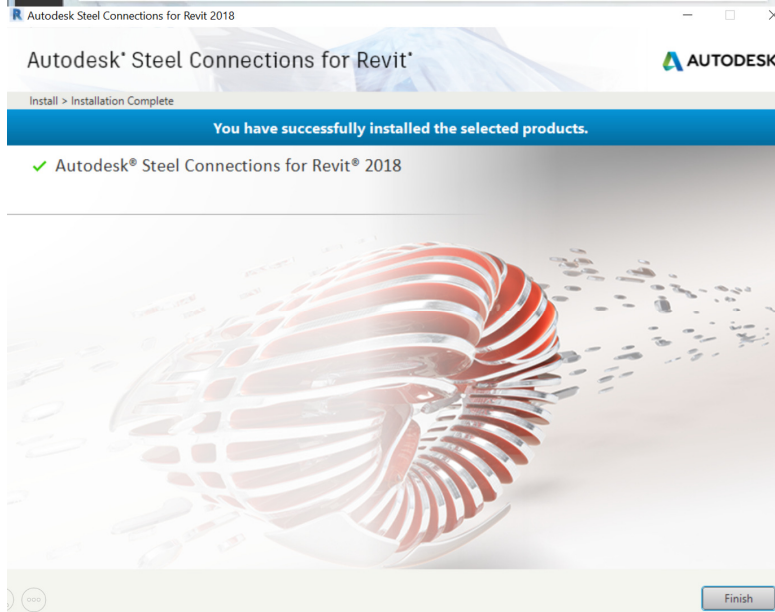 Autodesk Steel Connections for Revit 2018
Autodesk® Steel Connections for Revit®
AUTODESK
Install > Installation Complete
You have successfully installed the selected products.
Autodesk® Steel Connections for Revit® 2018
Finish